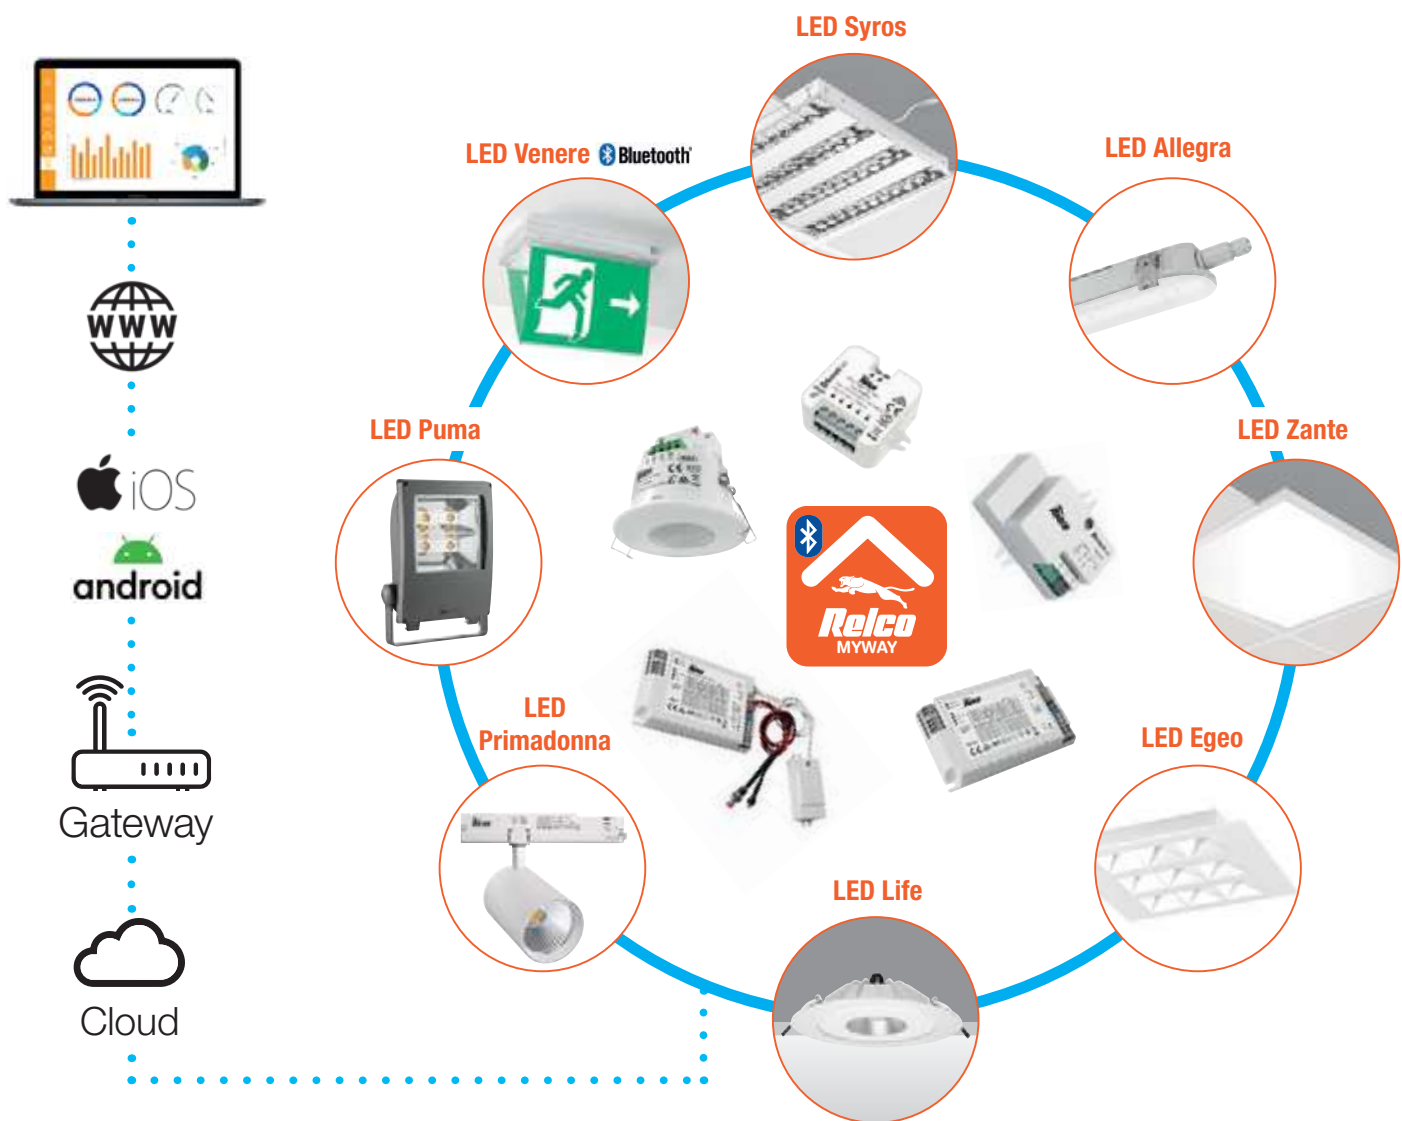 LED Syros
LED Venere Bluetooth®
LED Allegra
WWW
LED Puma
LED Zante
iOS
android
Relco
MYWAY
LED
Primadonna
LED Egeo
Gateway
LED Life
Cloud